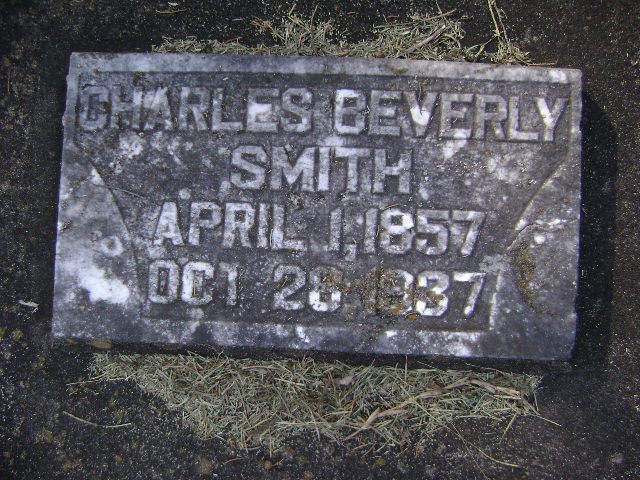 CHARLES BEVERLY
SMITH
APRIL 1, 1857
OCT 28 1937